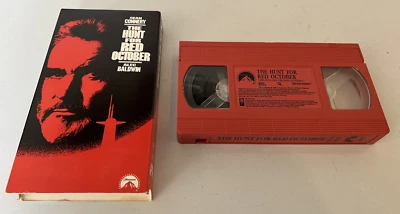 SEAN
CONNERY
THE
HUNT
FOR
RED
OCTOBER
ALEC
BALDWIN
THE HUNT FOR
RED OCTOBER
THE HUNT FOR RED OCTOBER